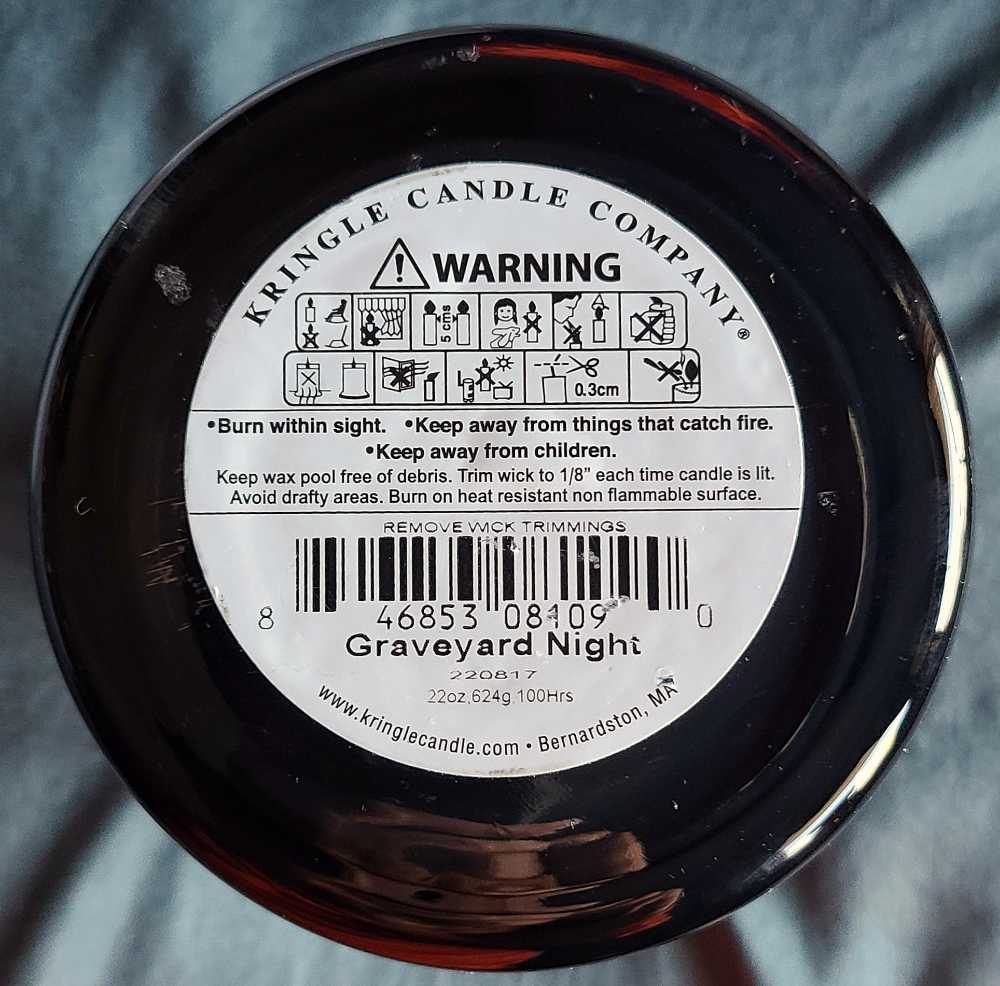 KRINGLE CANDLE COMPANY®
WARNING
5 cms
0.3cm
•Burn within sight. •Keep away from things that catch fire.
•Keep away from children.
Keep wax pool free of debris. Trim wick to 1/8" each time candle is lit.
Avoid drafty areas. Burn on heat resistant non flammable surface.
REMOVE WICK TRIMMINGS
8 46853 08109 0
Graveyard Night
220817
22oz,624g,100Hrs
www.kringlecandle.com • Bernardston, MA